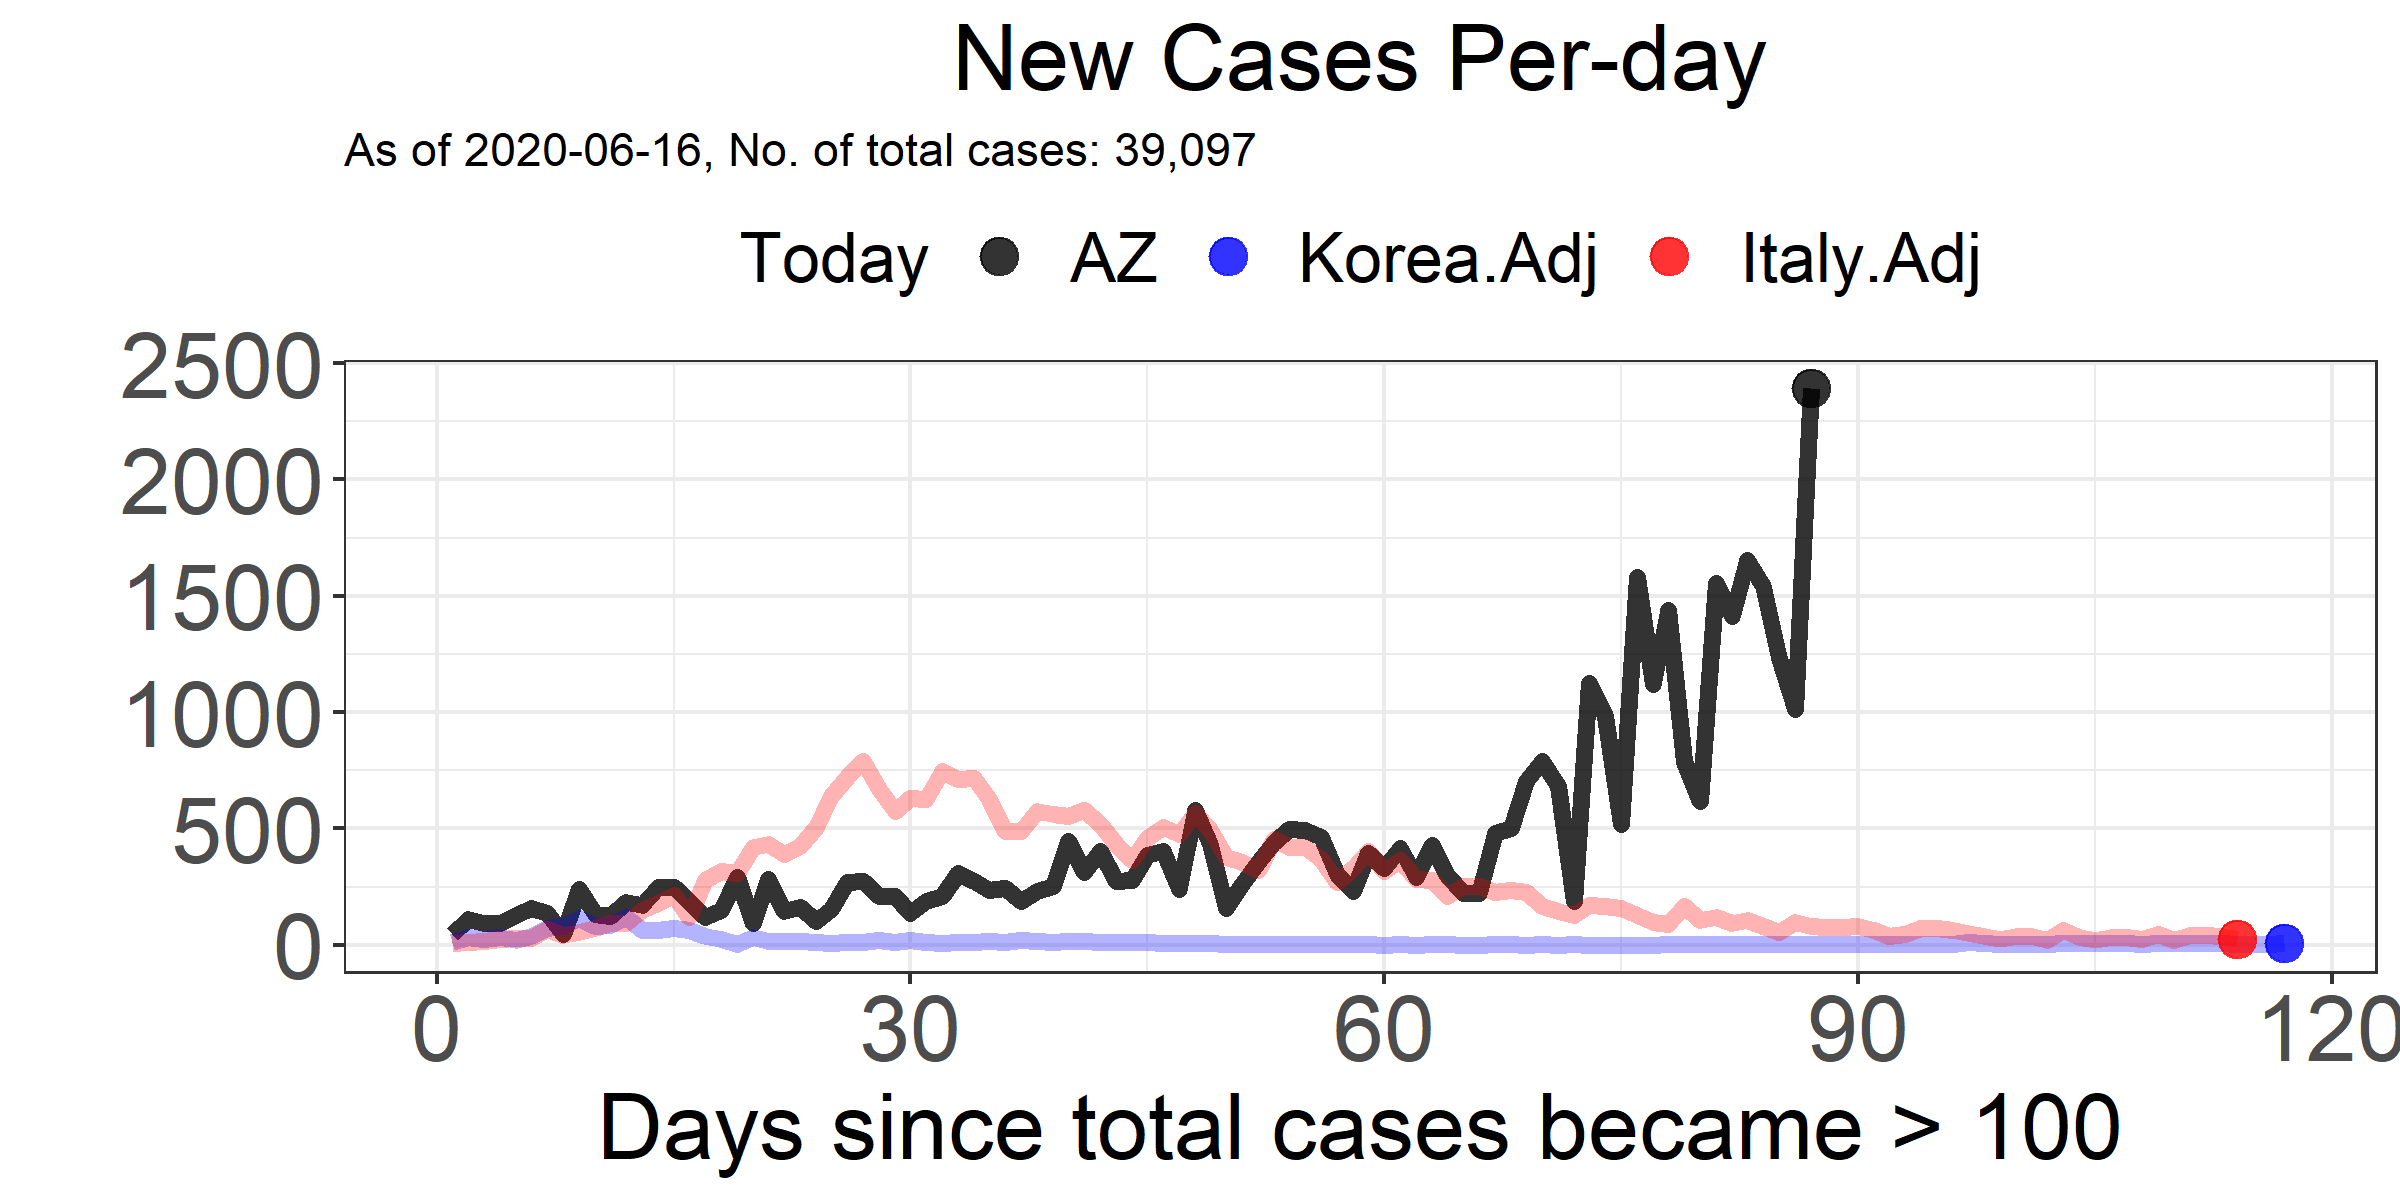 New Cases Per-day
As of 2020-06-16, No. of total cases: 39,097
Today AZ Korea.Adj Italy.Adj
2500
2000
1500
1000
500
0
0 30 60 90 120
Days since total cases became > 100